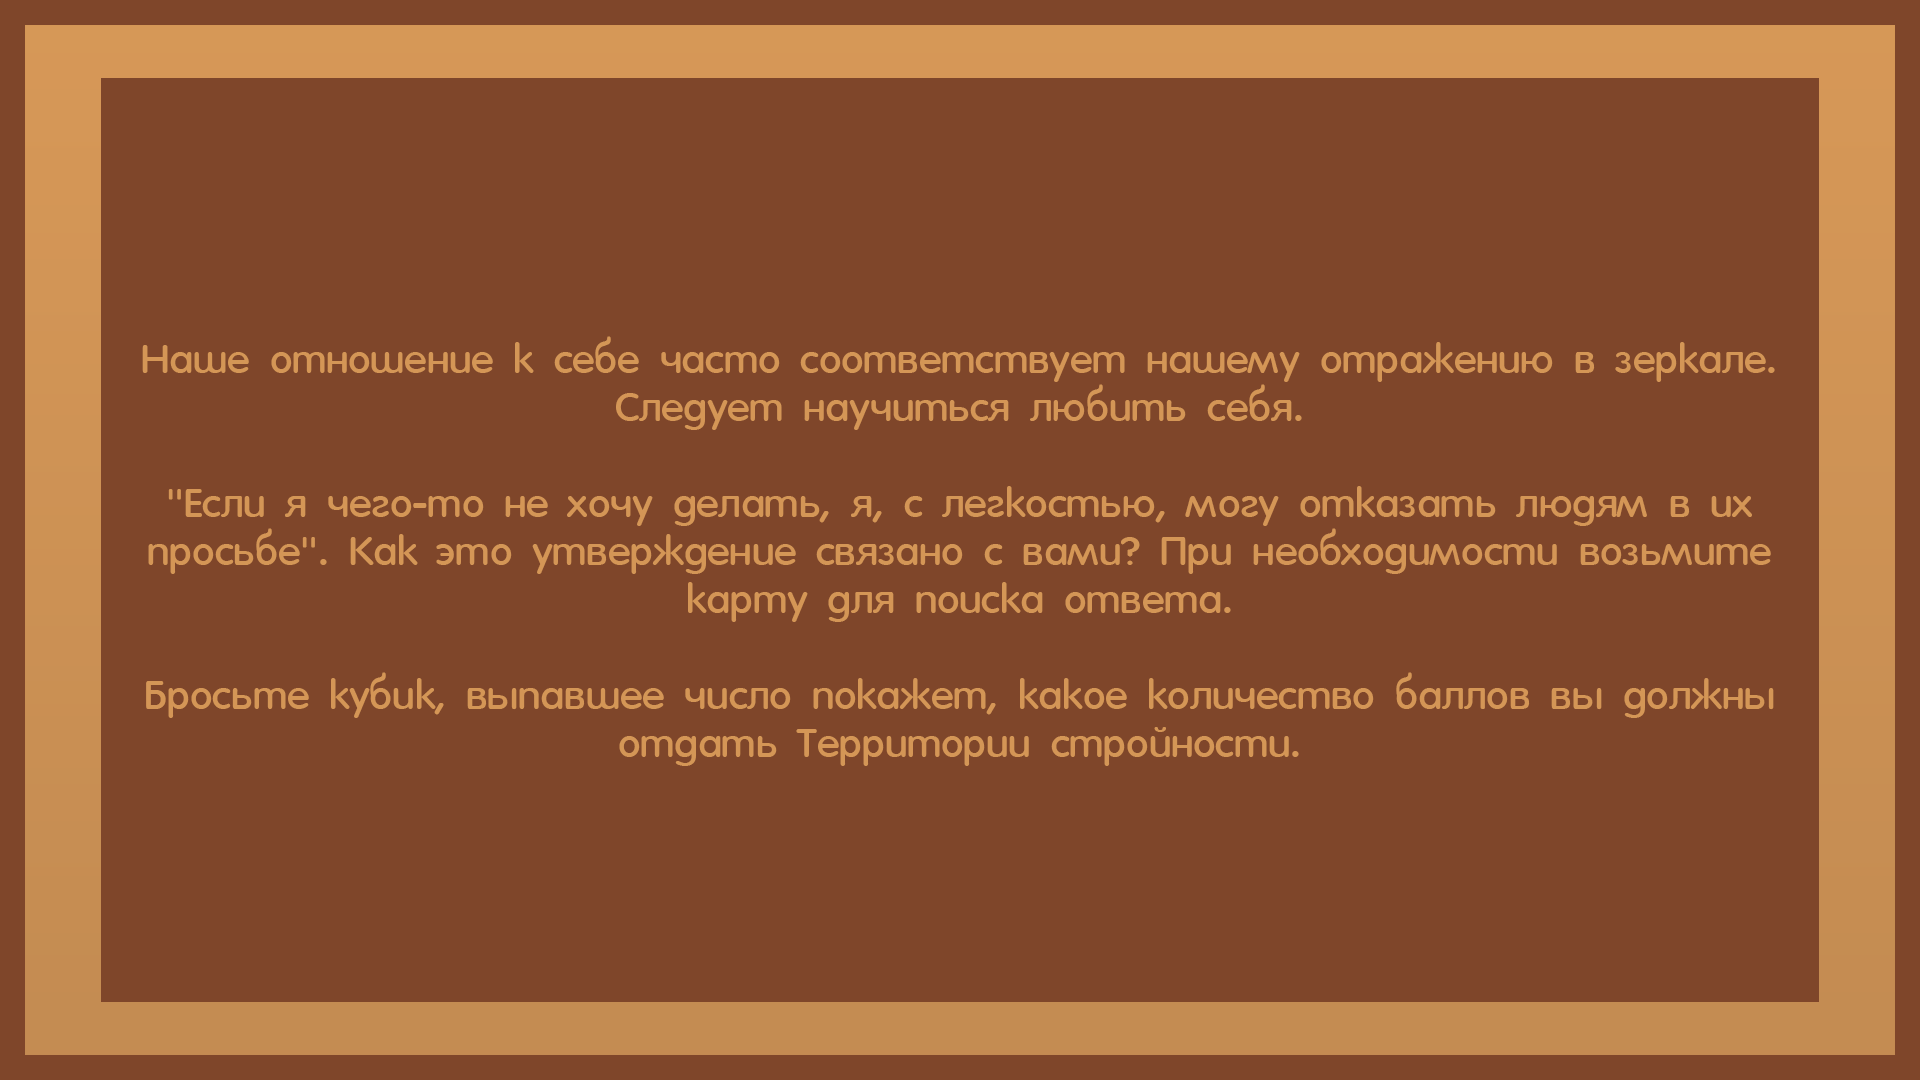 Наше отношение к себе часто соответствует нашему отражению в зеркале.
Следует научиться любить себя.
"Если я чего-то не хочу делать, я, с легкостью, могу отказать людям в их
просьбе". Как это утверждение связано с вами? При необходимости возьмите
карту для поиска ответа.
Бросьте кубик, выпавшее число покажет, какое количество баллов вы должны
отдать Территории стройности.